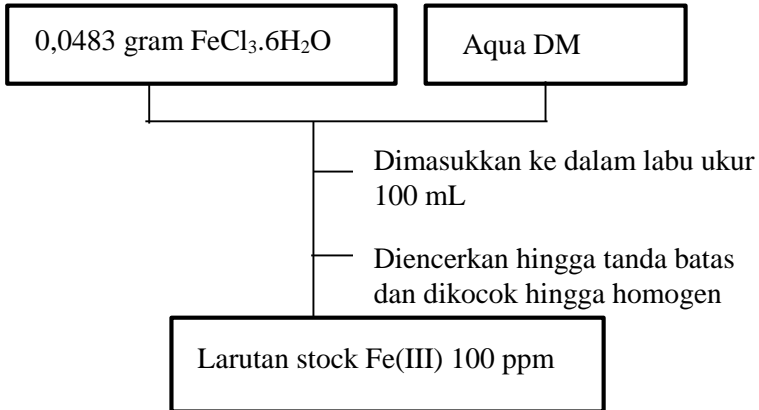 0,0483 gram FeCl₃.6H₂O
Aqua DM
Dimasukkan ke dalam labu ukur
100 mL
Diencerkan hingga tanda batas
dan dikocok hingga homogen
Larutan stock Fe(III) 100 ppm